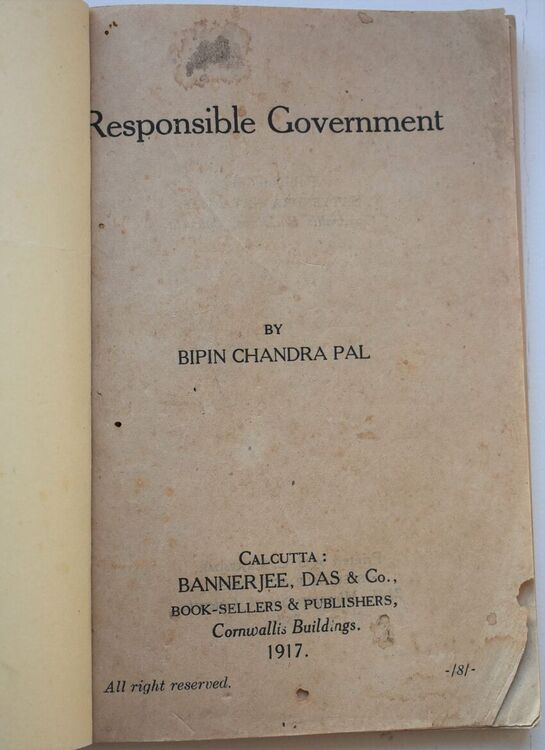 Responsible Government
BY
BIPIN CHANDRA PAL
CALCUTTA:
BANNERJEE, DAS & Co.,
BOOK-SELLERS & PUBLISHERS,
Cornwallis Buildings.
1917.
All right reserved.
-/8/-